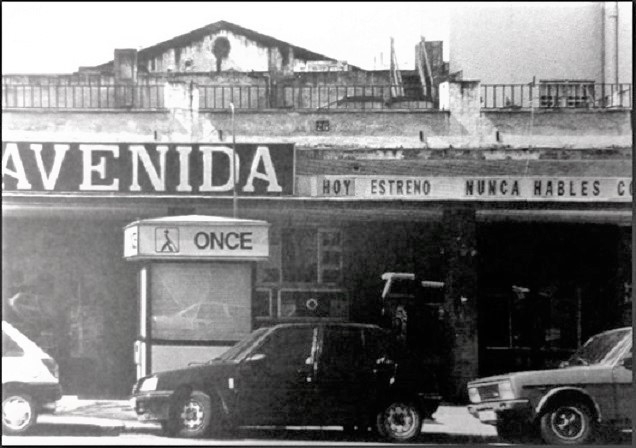 AVENIDA
HOY ESTRENO NUNCA HABLES C
ONCE